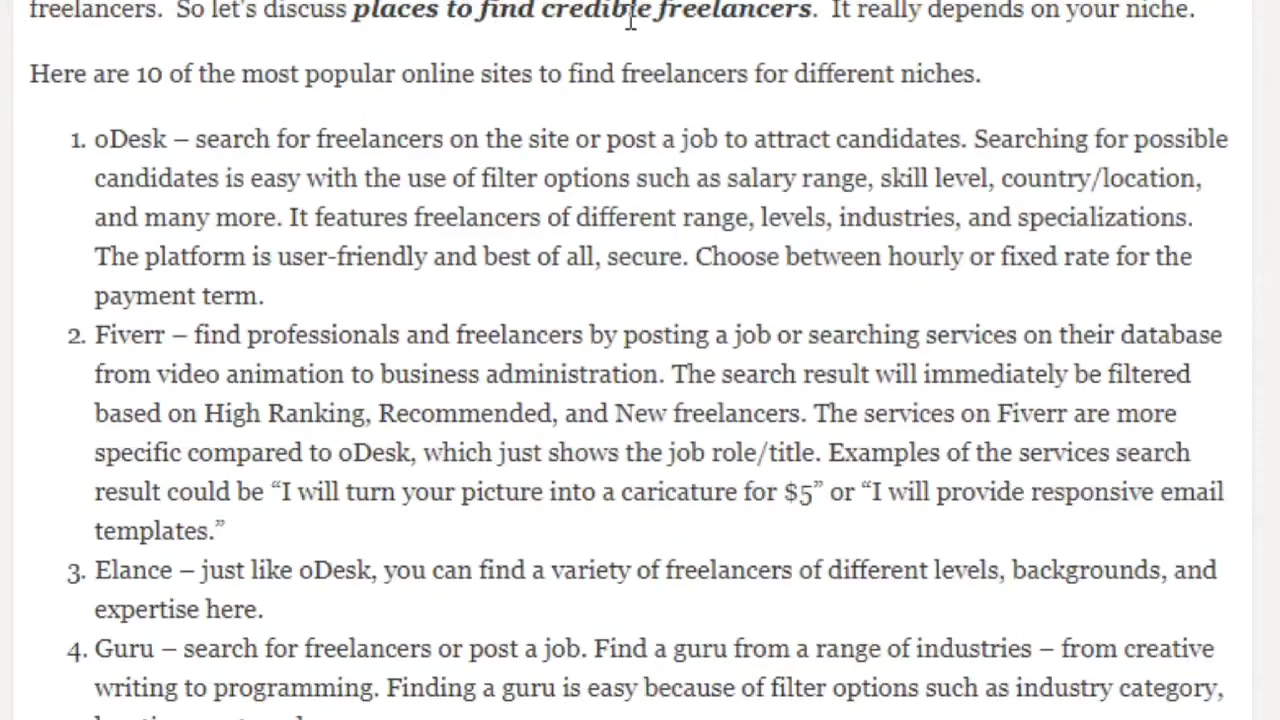 freelancers. So let's discuss places to find credible freelancers. It really depends on your niche.
Here are 10 of the most popular online sites to find freelancers for different niches.
1. oDesk – search for freelancers on the site or post a job to attract candidates. Searching for possible
candidates is easy with the use of filter options such as salary range, skill level, country/location,
and many more. It features freelancers of different range, levels, industries, and specializations.
The platform is user-friendly and best of all, secure. Choose between hourly or fixed rate for the
payment term.
2. Fiverr – find professionals and freelancers by posting a job or searching services on their database
from video animation to business administration. The search result will immediately be filtered
based on High Ranking, Recommended, and New freelancers. The services on Fiverr are more
specific compared to oDesk, which just shows the job role/title. Examples of the services search
result could be “I will turn your picture into a caricature for $5” or “I will provide responsive email
templates.”
3. Elance – just like oDesk, you can find a variety of freelancers of different levels, backgrounds, and
expertise here.
4. Guru – search for freelancers or post a job. Find a guru from a range of industries – from creative
writing to programming. Finding a guru is easy because of filter options such as industry category,